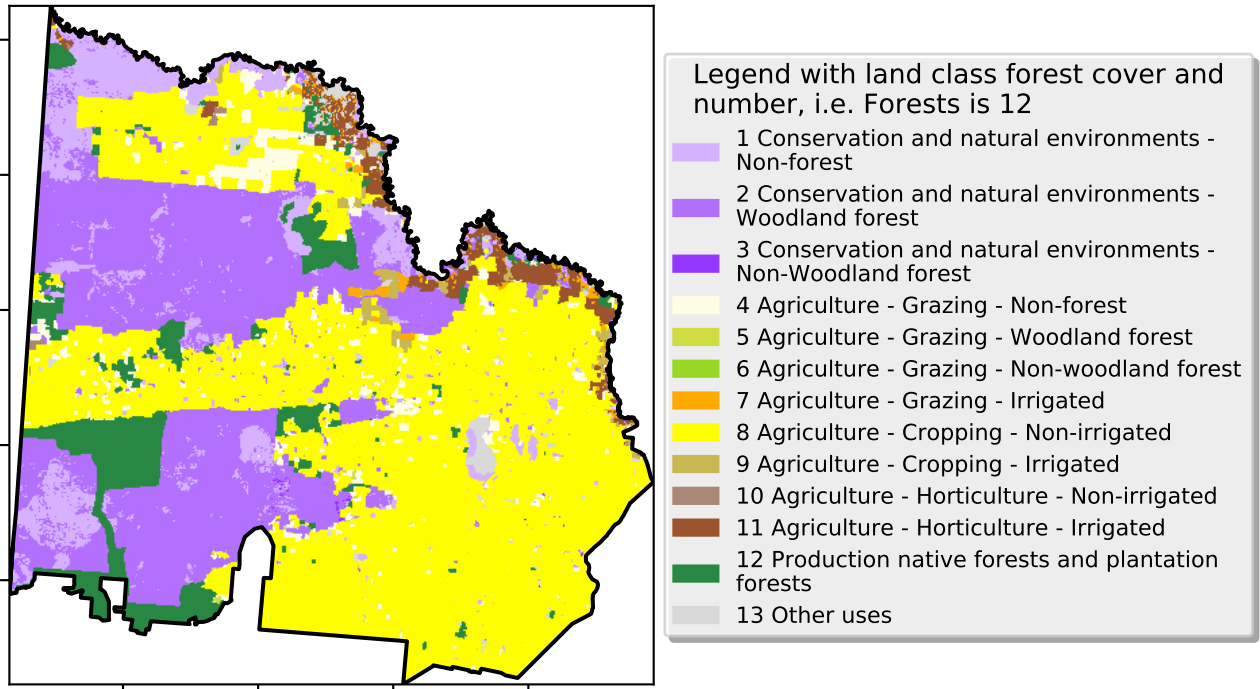 Legend with land class forest cover and
number, i.e. Forests is 12
1 Conservation and natural environments -
Non-forest
2 Conservation and natural environments -
Woodland forest
3 Conservation and natural environments -
Non-Woodland forest
4 Agriculture - Grazing - Non-forest
5 Agriculture - Grazing - Woodland forest
6 Agriculture - Grazing - Non-woodland forest
7 Agriculture - Grazing - Irrigated
8 Agriculture - Cropping - Non-irrigated
9 Agriculture - Cropping - Irrigated
10 Agriculture - Horticulture - Non-irrigated
11 Agriculture - Horticulture - Irrigated
12 Production native forests and plantation
forests
13 Other uses